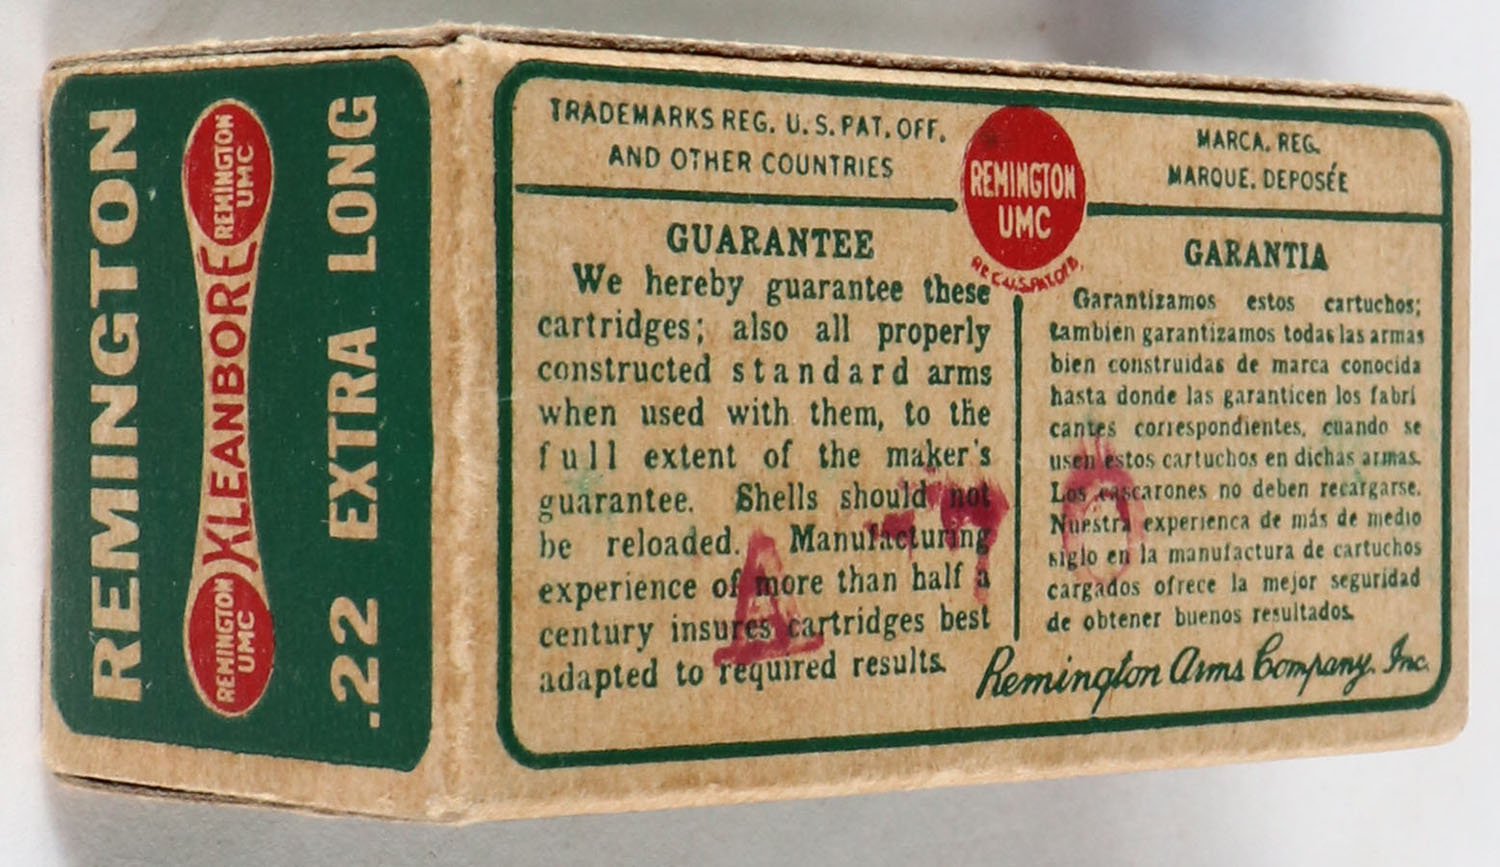 REMINGTON
REMINGTON
UMC
KLEANBORE
REMINGTON
UMC
.22 EXTRA LONG
TRADEMARKS REG. U.S. PAT. OFF.
AND OTHER COUNTRIES
REMINGTON
UMC
REG. U.S. PAT. OFF.
MARCA. REG.
MARQUE. DEPOSÉE
GUARANTEE
We hereby guarantee these
cartridges; also all properly
constructed standard arms
when used with them, to the
full extent of the maker's
guarantee. Shells should not
be reloaded. Manufacturing
experience of more than half a
century insures cartridges best
adapted to required results.
GARANTIA
Garantizamos estos cartuchos;
también garantizamos todas las armas
bien construidas de marca conocida
hasta donde las garanticen los fabri
cantes correspondientes, cuando se
usen estos cartuchos en dichas armas.
Los cascarones no deben recargarse.
Nuestra experienca de más de medio
siglo en la manufactura de cartuchos
cargados ofrece la mejor seguridad
de obtener buenos resultados.
Remington Arms Company, Inc.